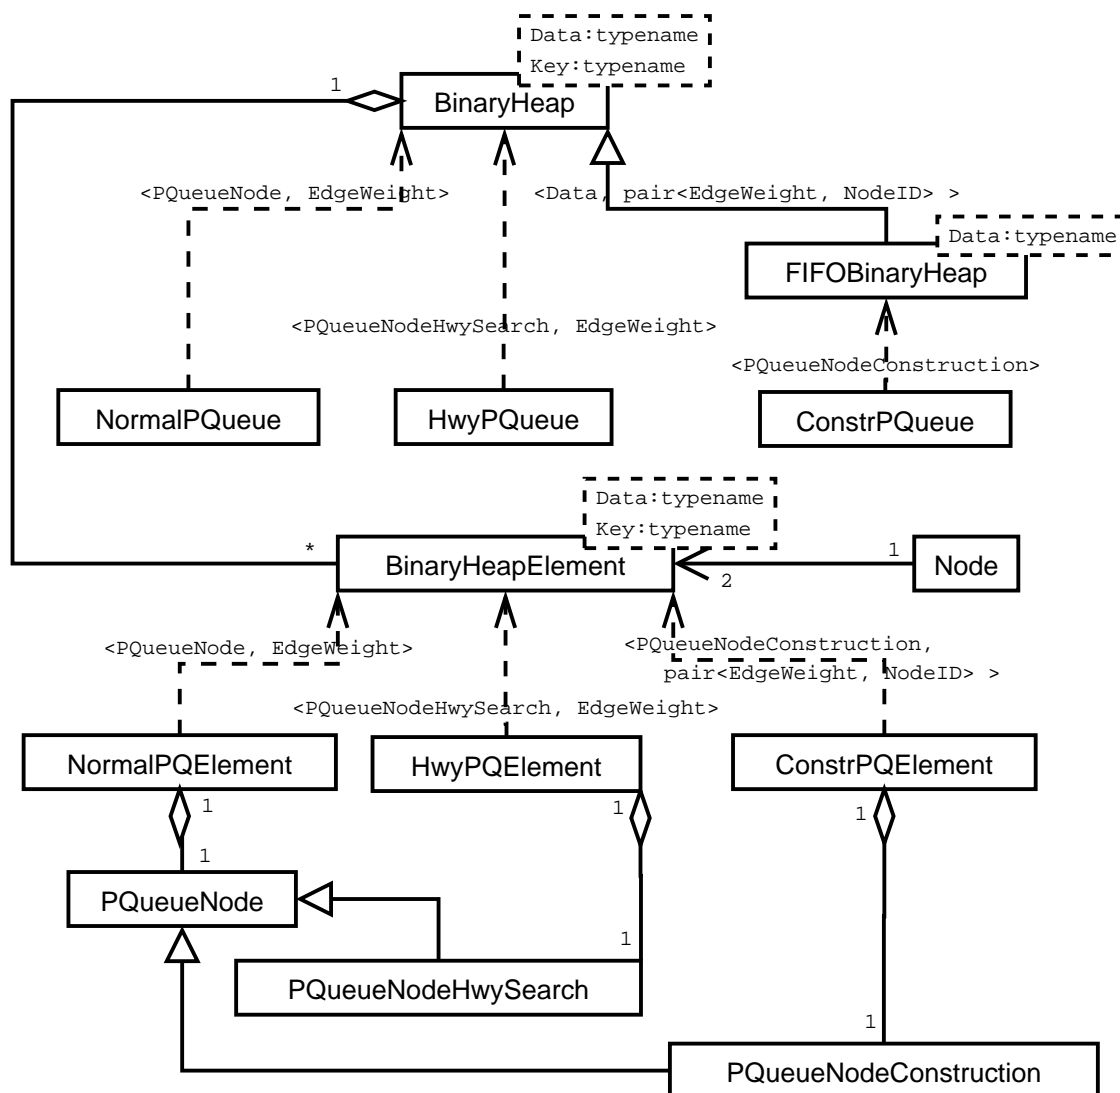 Data:typename
Key:typename
1
BinaryHeap
<PQueueNode, EdgeWeight>
<Data, pair<EdgeWeight, NodeID> >
Data:typename
FIFOBinaryHeap
<PQueueNodeHwySearch, EdgeWeight>
<PQueueNodeConstruction>
NormalPQueue
HwyPQueue
ConstrPQueue
Data:typename
Key:typename
*
BinaryHeapElement
2
1
Node
<PQueueNode, EdgeWeight>
<PQueueNodeConstruction,
pair<EdgeWeight, NodeID> >
<PQueueNodeHwySearch, EdgeWeight>
NormalPQElement
HwyPQElement
ConstrPQElement
1
1
1
1
PQueueNode
1
PQueueNodeHwySearch
1
PQueueNodeConstruction